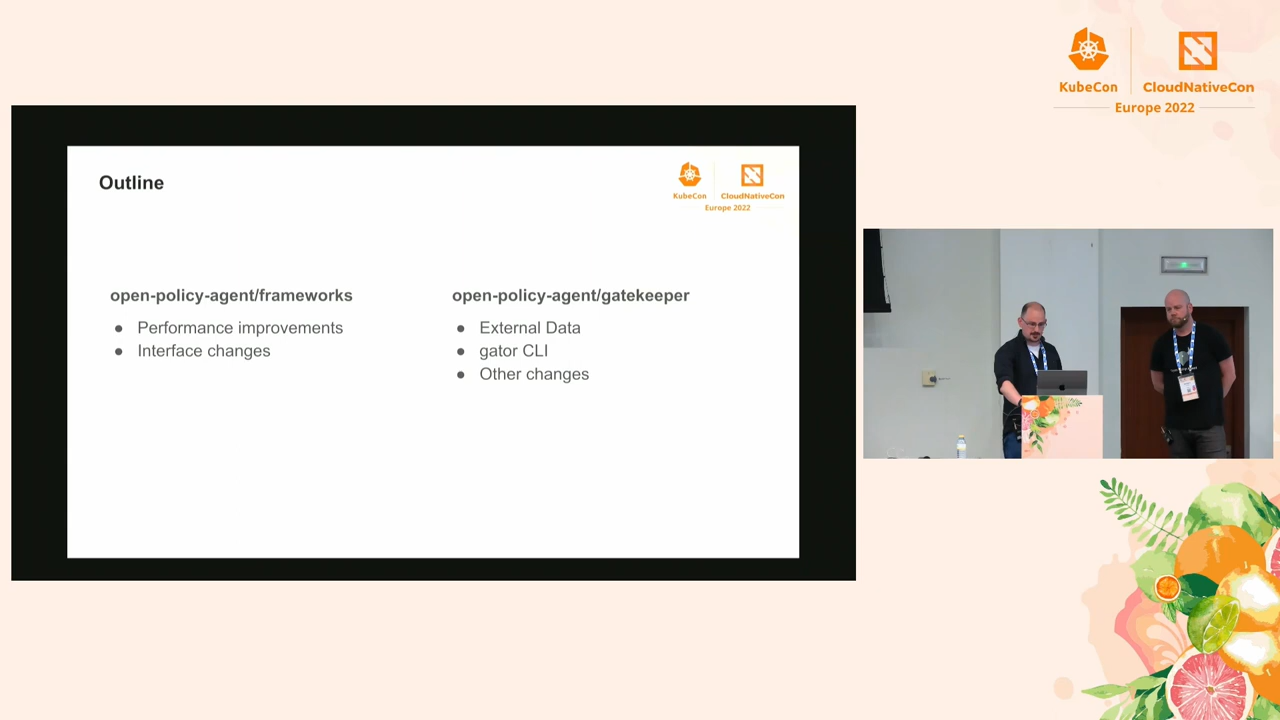 KubeCon
CloudNativeCon
Europe 2022
Outline
KubeCon
CloudNativeCon
Europe 2022
open-policy-agent/frameworks
● Performance improvements
● Interface changes
open-policy-agent/gatekeeper
● External Data
● gator CLI
● Other changes